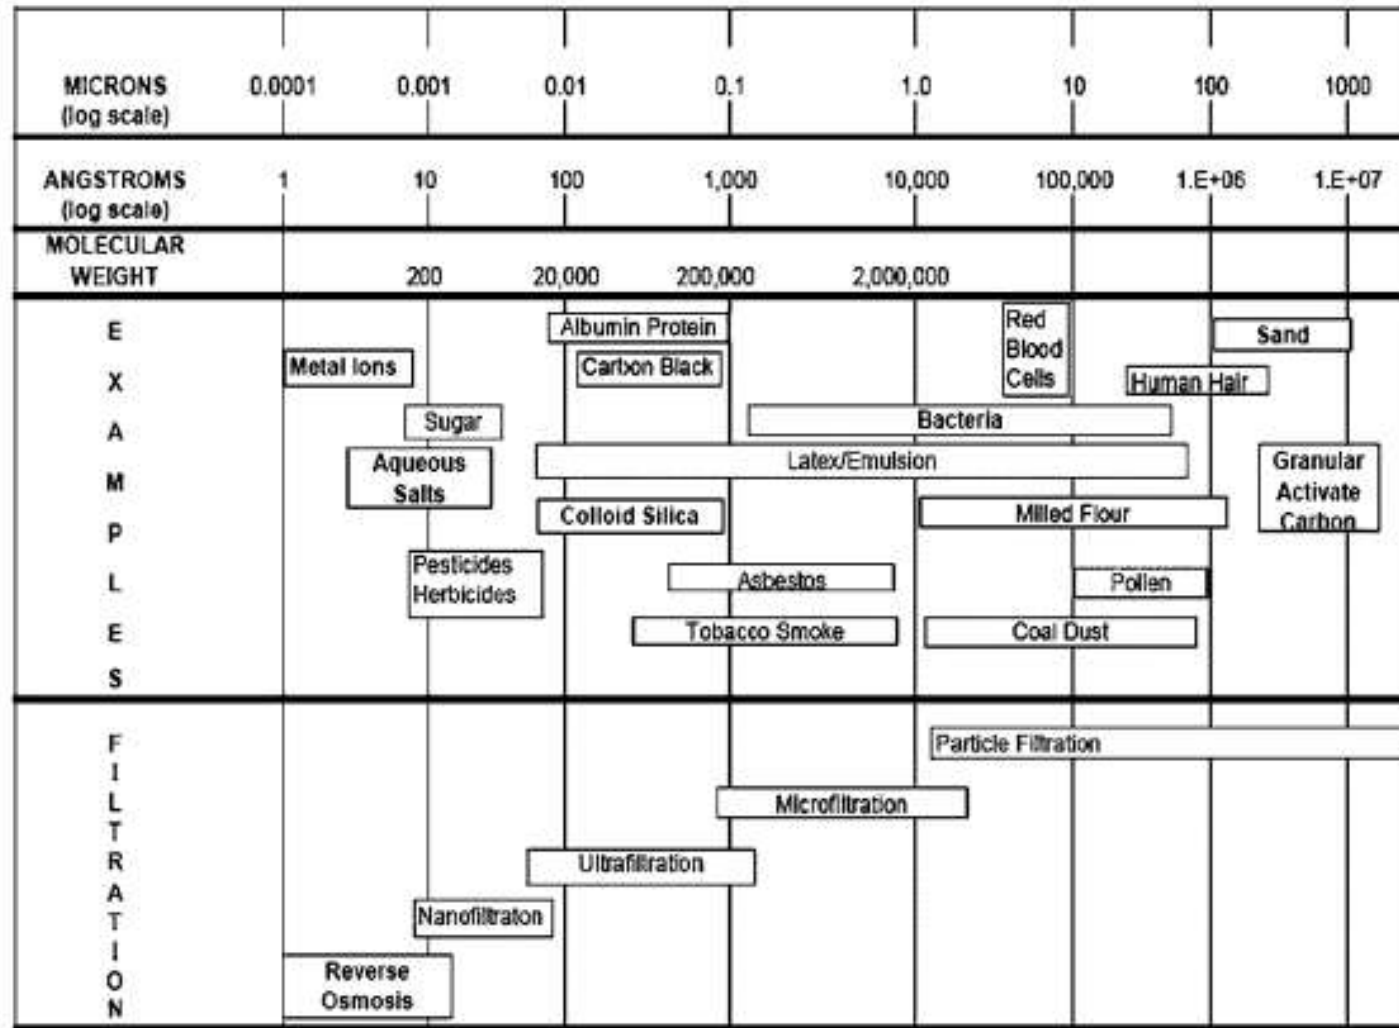 MICRONS 0.0001 0.001 0.01 0.1 1.0 10 100 1000
(log scale)
ANGSTROMS 1 10 100 1,000 10,000 100,000 1.E+06 1.E+07
(log scale)
MOLECULAR
WEIGHT 200 20,000 200,000 2,000,000
E
X
A
M
P
L
E
S
Albumin Protein
Red
Blood
Cells
Sand
Metal Ions
Carbon Black
Human Hair
Sugar
Bacteria
Aqueous
Salts
Latex/Emulsion
Granular
Activate
Carbon
Colloid Silica
Milled Flour
Pesticides
Herbicides
Asbestos
Pollen
Tobacco Smoke
Coal Dust
F
I
L
T
R
A
T
I
O
N
Particle Filtration
Microfiltration
Ultrafiltration
Nanofiltraton
Reverse
Osmosis